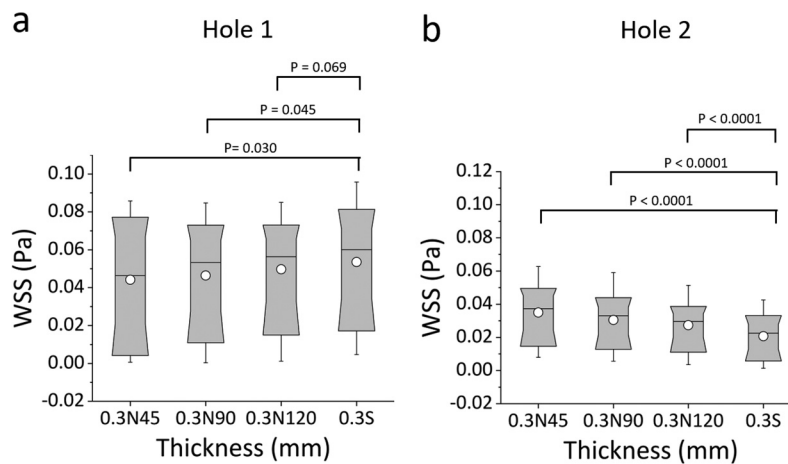 a
Hole 1
P = 0.069
P = 0.045
P= 0.030
0.10
0.08
0.06
0.04
0.02
0.00
-0.02
WSS (Pa)
0.3N45 0.3N90 0.3N120 0.3S
Thickness (mm)
b
Hole 2
P < 0.0001
P < 0.0001
P < 0.0001
0.12
0.10
0.08
0.06
0.04
0.02
0.00
-0.02
WSS (Pa)
0.3N45 0.3N90 0.3N120 0.3S
Thickness (mm)